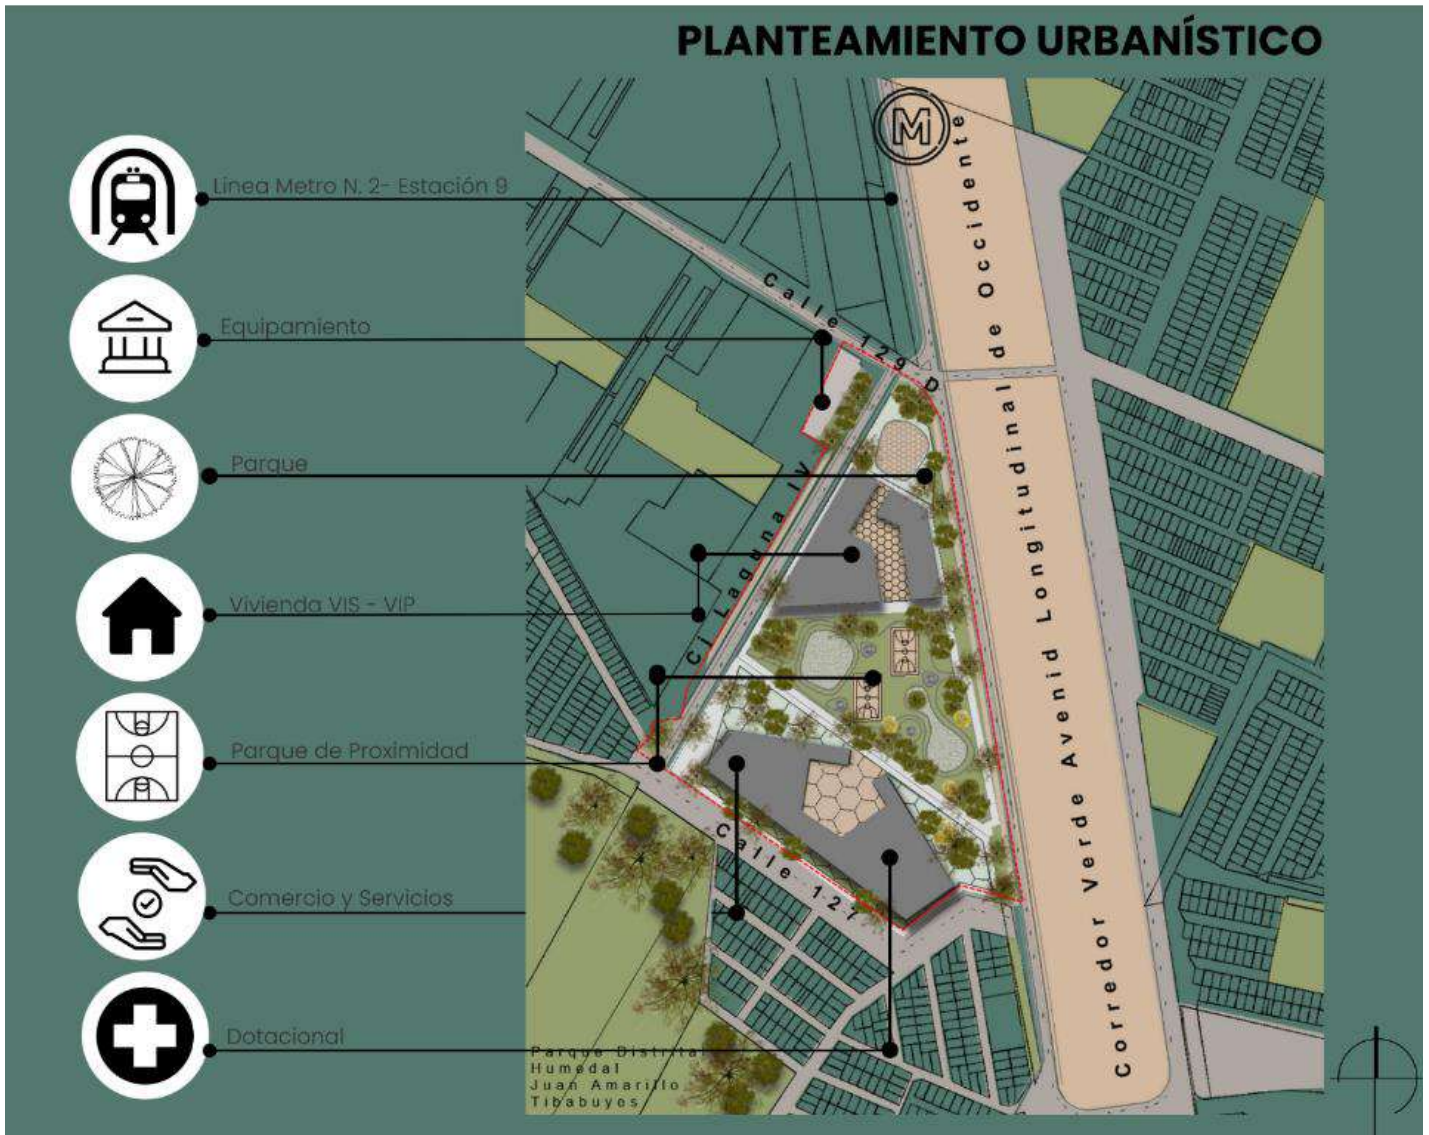 PLANTEAMIENTO URBANÍSTICO
M
Línea Metro N. 2- Estación 9
Equipamiento
Parque
Vivienda VIS - VIP
Parque de Proximidad
Comercio y Servicios
Dotacional
Calle 129 D
Cl Laguna IV
Calle 127
Corredor Verde Avenid Longitudinal de Occidente
Parque Distrital
Humedal
Juan Amarillo
Tibabuyes